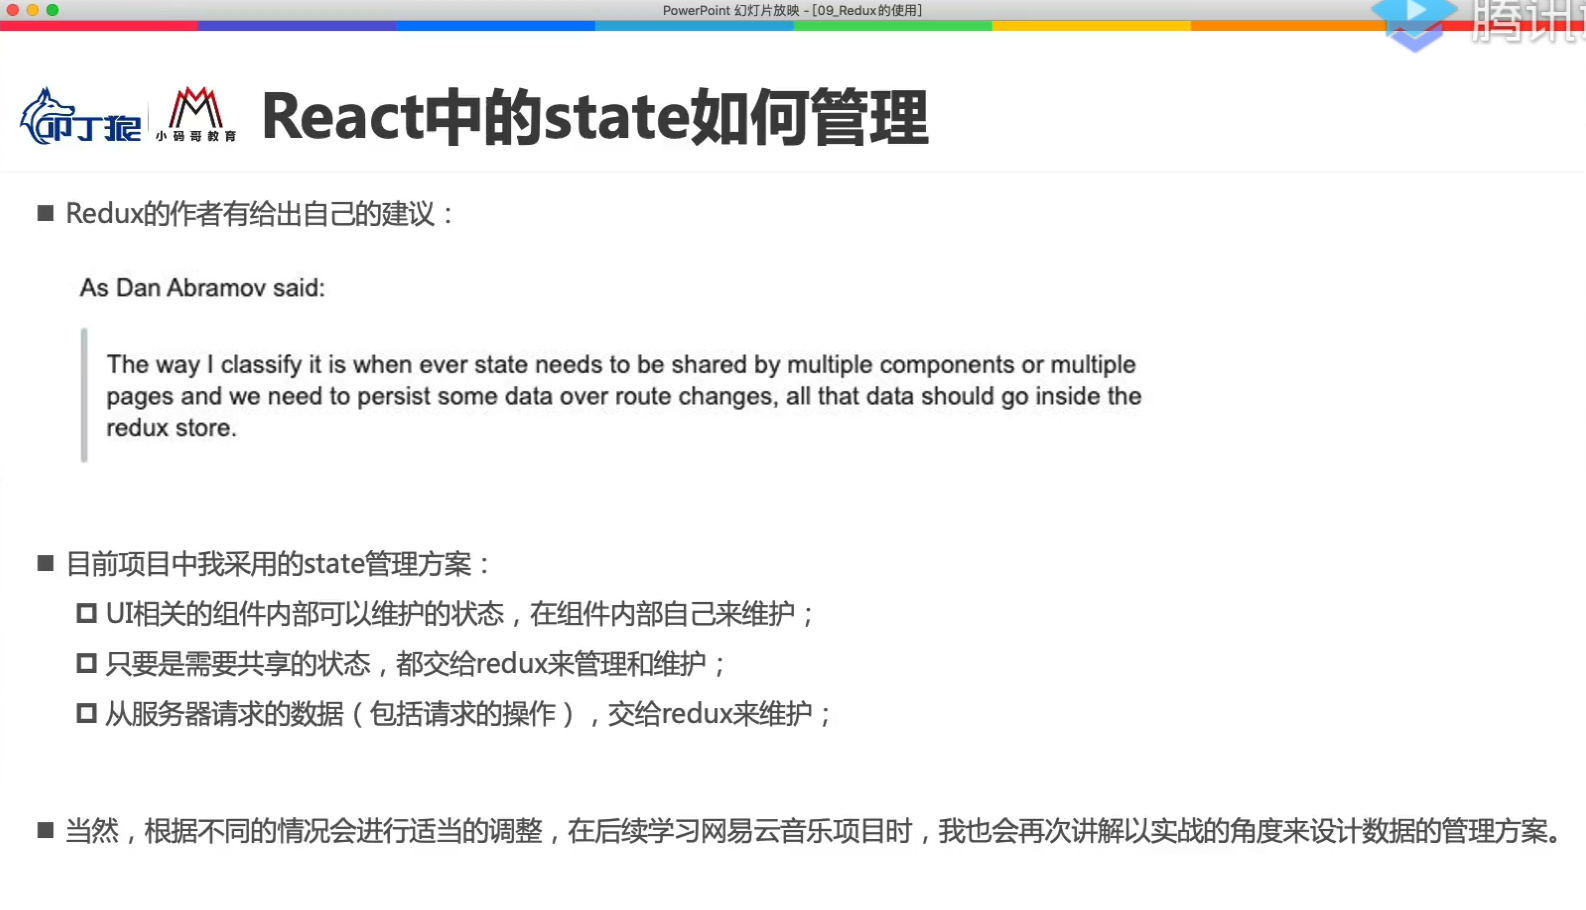 PowerPoint 幻灯片放映 - [09_Redux的使用]
腾讯
叩丁狼
小码哥教育
React中的state如何管理
Redux的作者有给出自己的建议：
As Dan Abramov said:
The way I classify it is when ever state needs to be shared by multiple components or multiple
pages and we need to persist some data over route changes, all that data should go inside the
redux store.
目前项目中我采用的state管理方案：
UI相关的组件内部可以维护的状态，在组件内部自己来维护；
只要是需要共享的状态，都交给redux来管理和维护；
从服务器请求的数据（包括请求的操作），交给redux来维护；
当然，根据不同的情况会进行适当的调整，在后续学习网易云音乐项目时，我也会再次讲解以实战的角度来设计数据的管理方案。